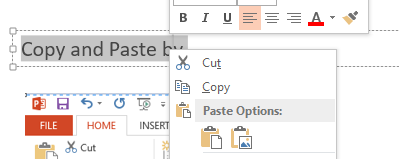 B I U A
Copy and Paste by
Cut
Copy
Paste Options:
FILE HOME INSERT
Cut